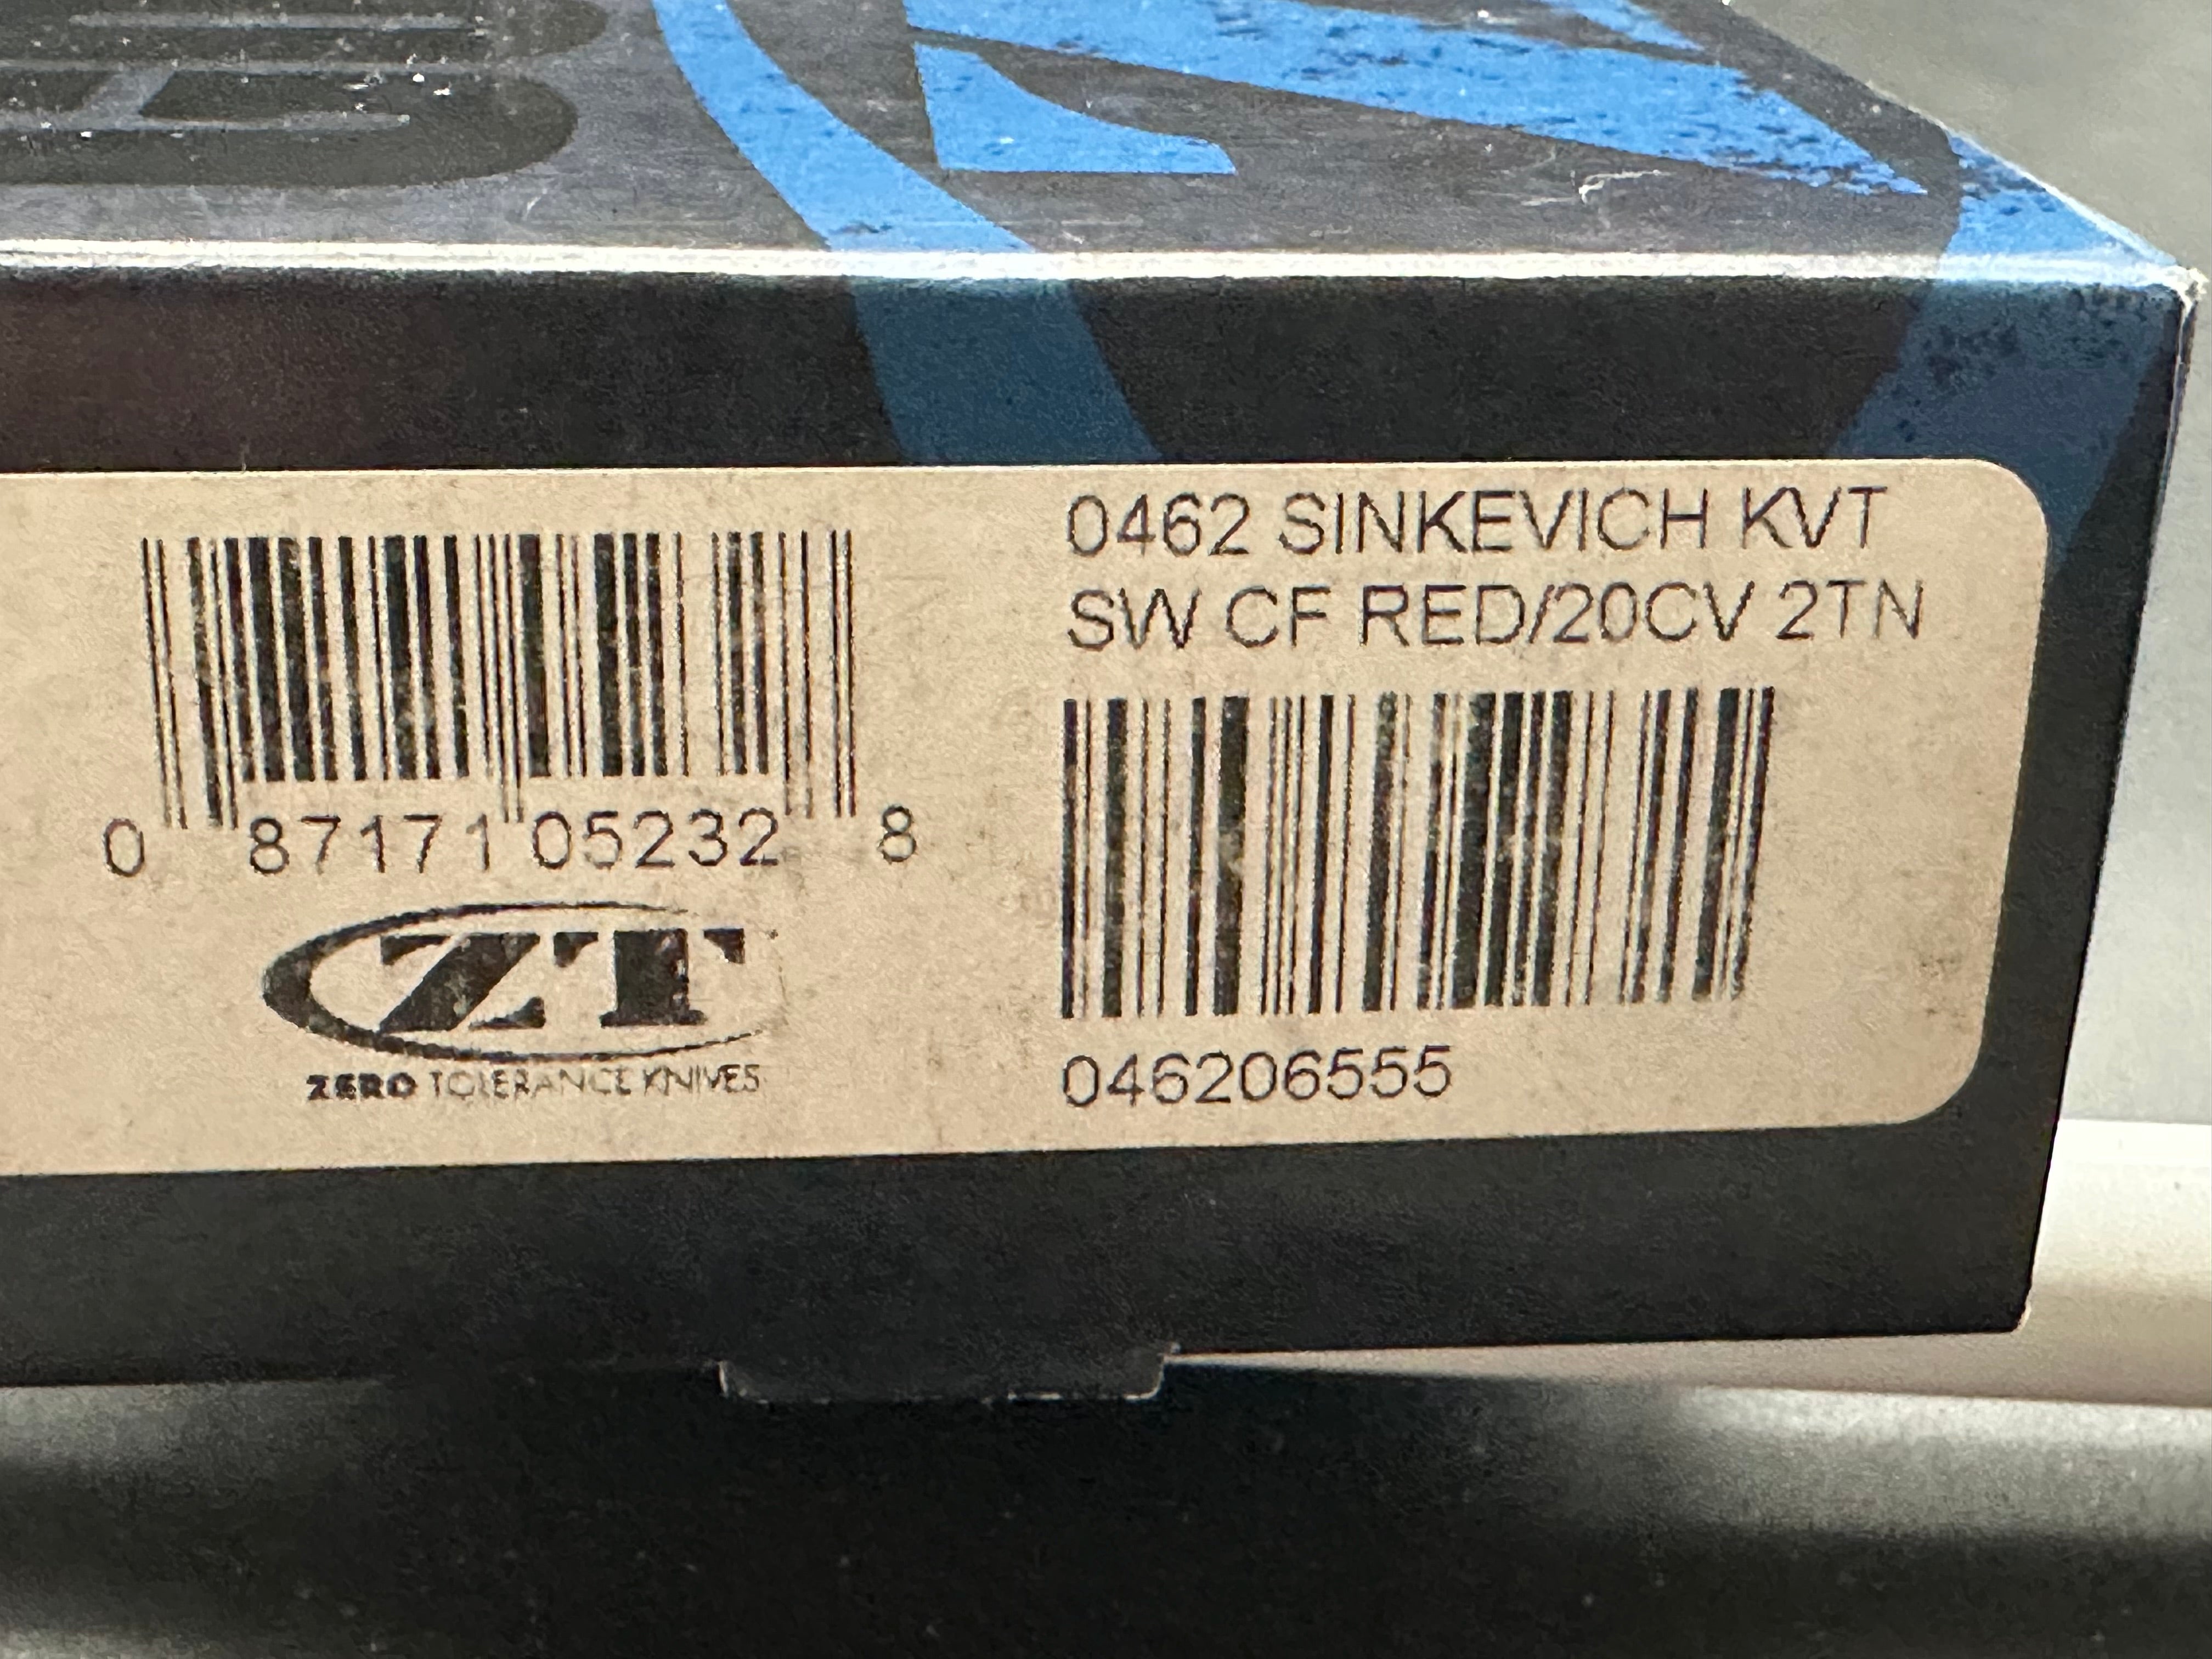 0462 SINKEVICH KVT
SW CF RED/20CV 2TN
0 87171 05232 8
ZT
ZERO TOLERANCE KNIVES
046206555